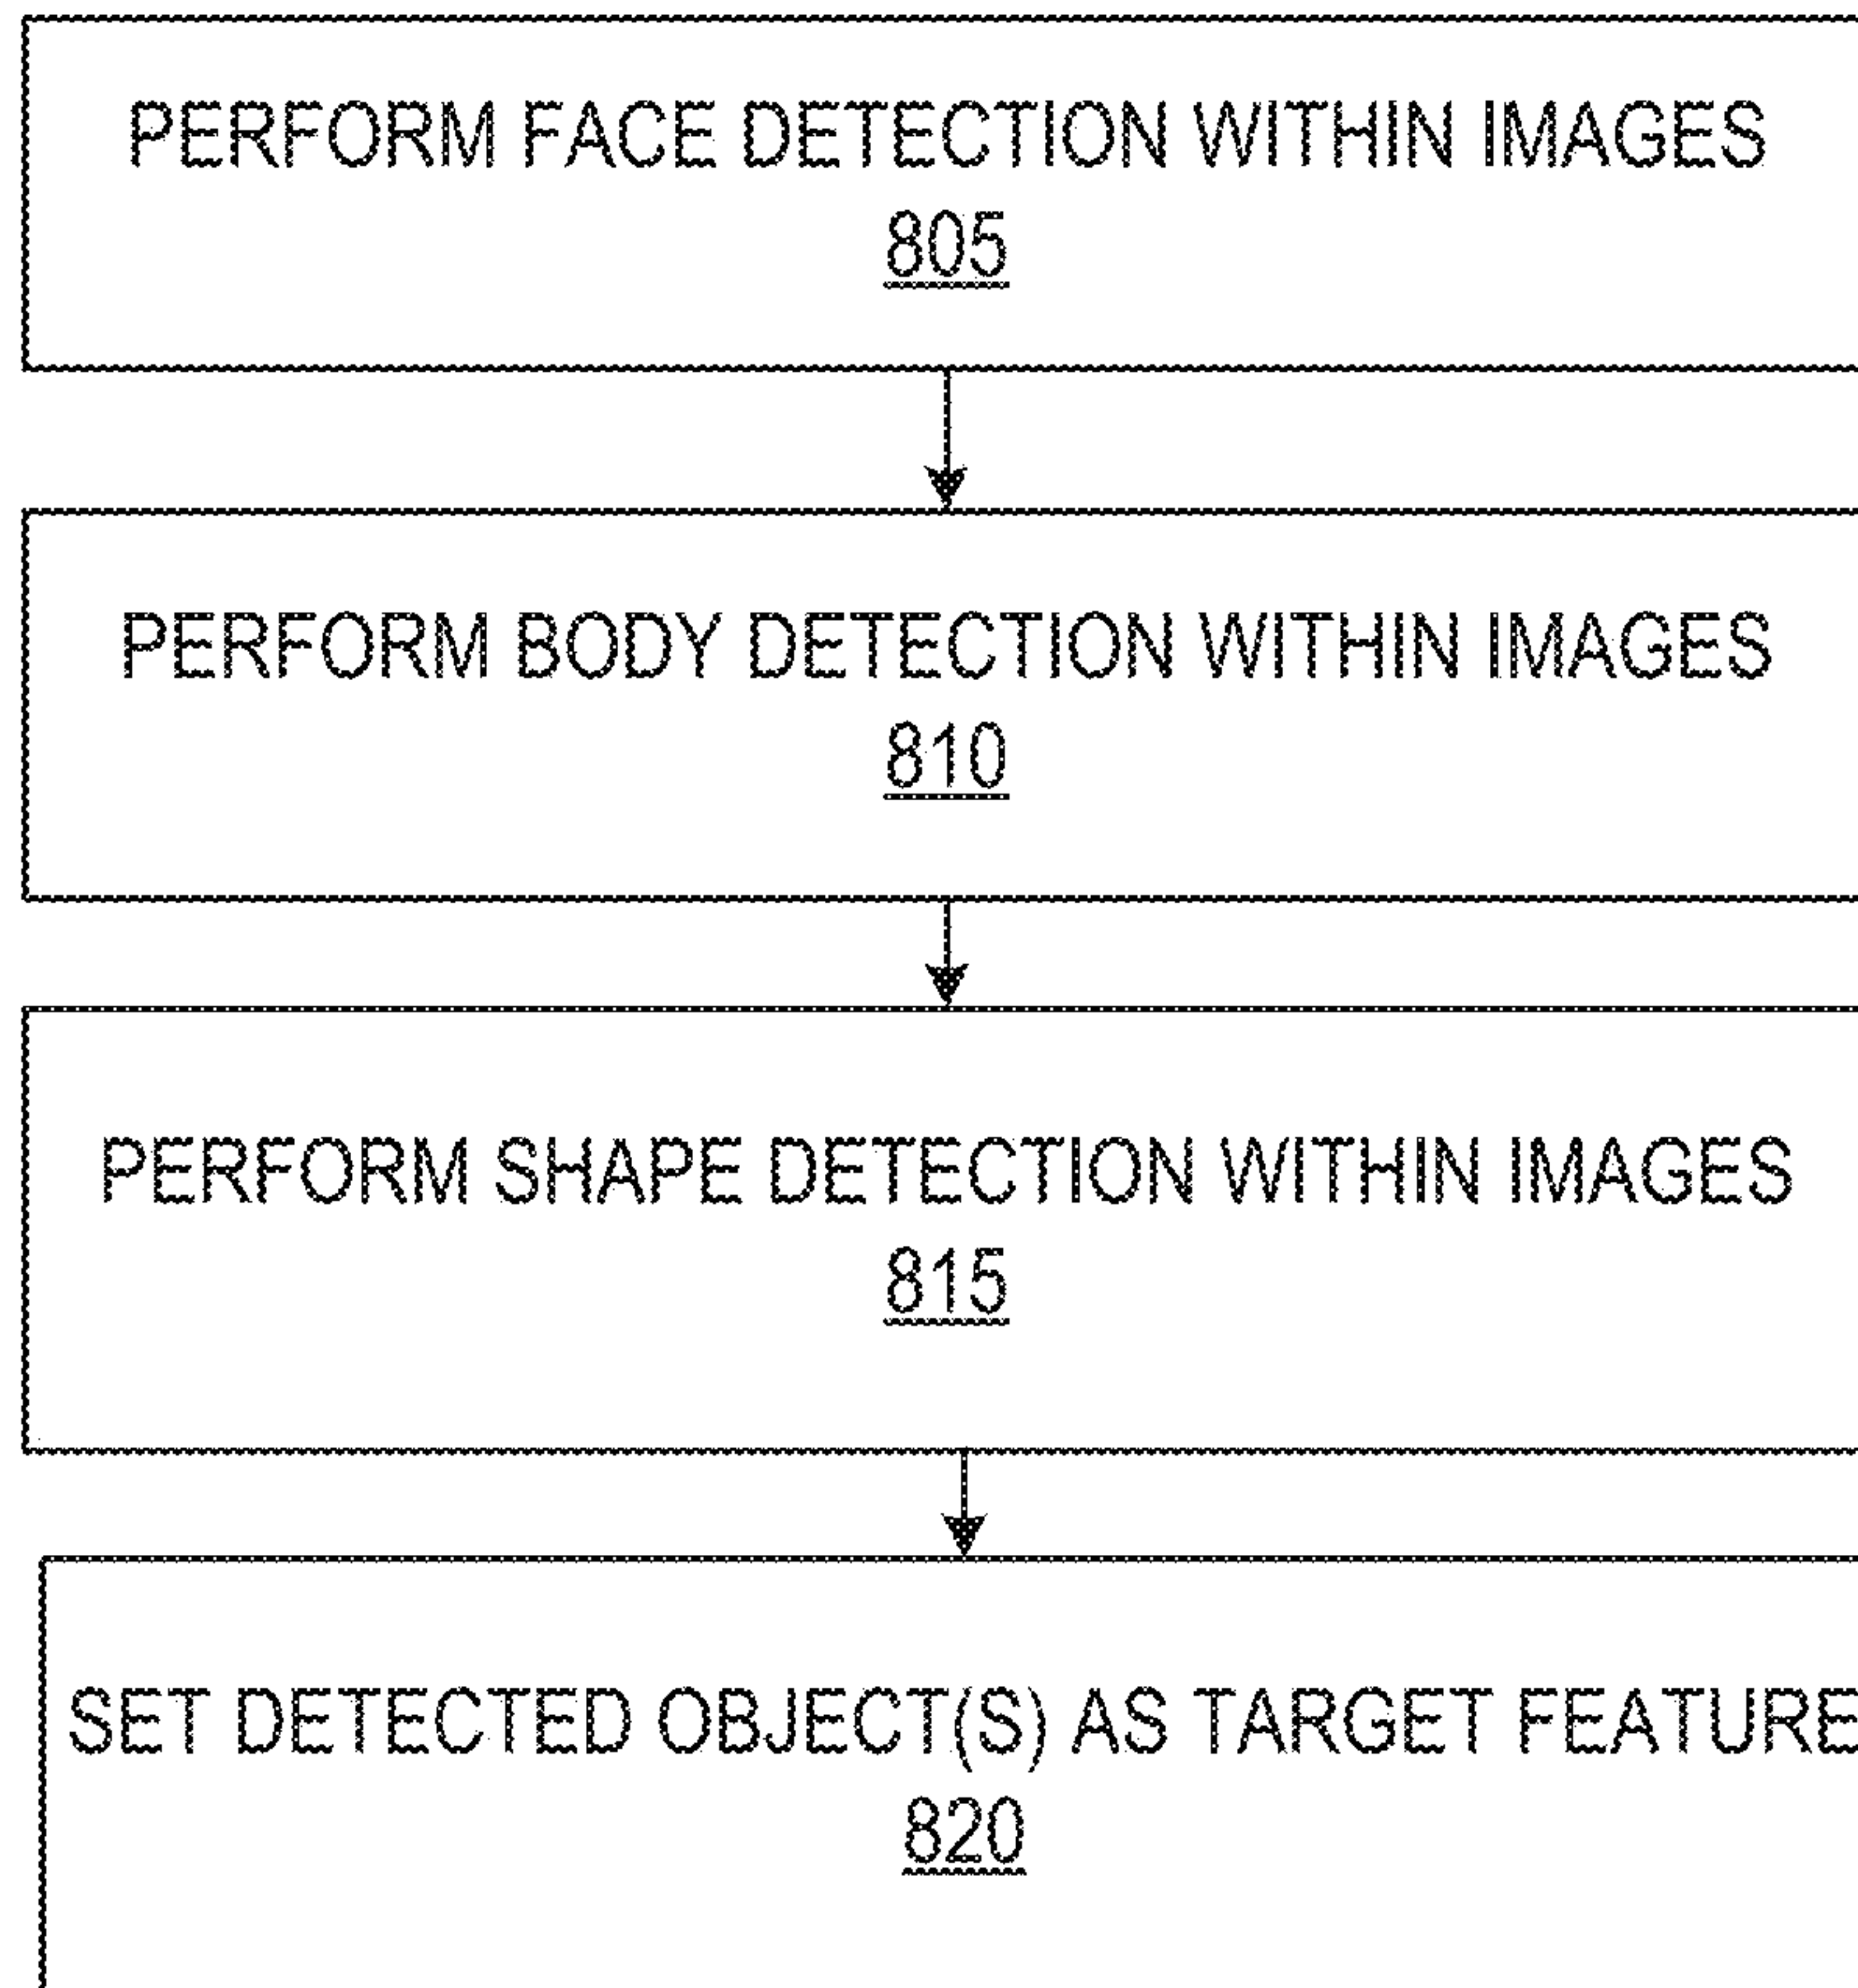 PERFORM FACE DETECTION WITHIN IMAGES
805
PERFORM BODY DETECTION WITHIN IMAGES
810
PERFORM SHAPE DETECTION WITHIN IMAGES
815
SET DETECTED OBJECT(S) AS TARGET FEATURE
820